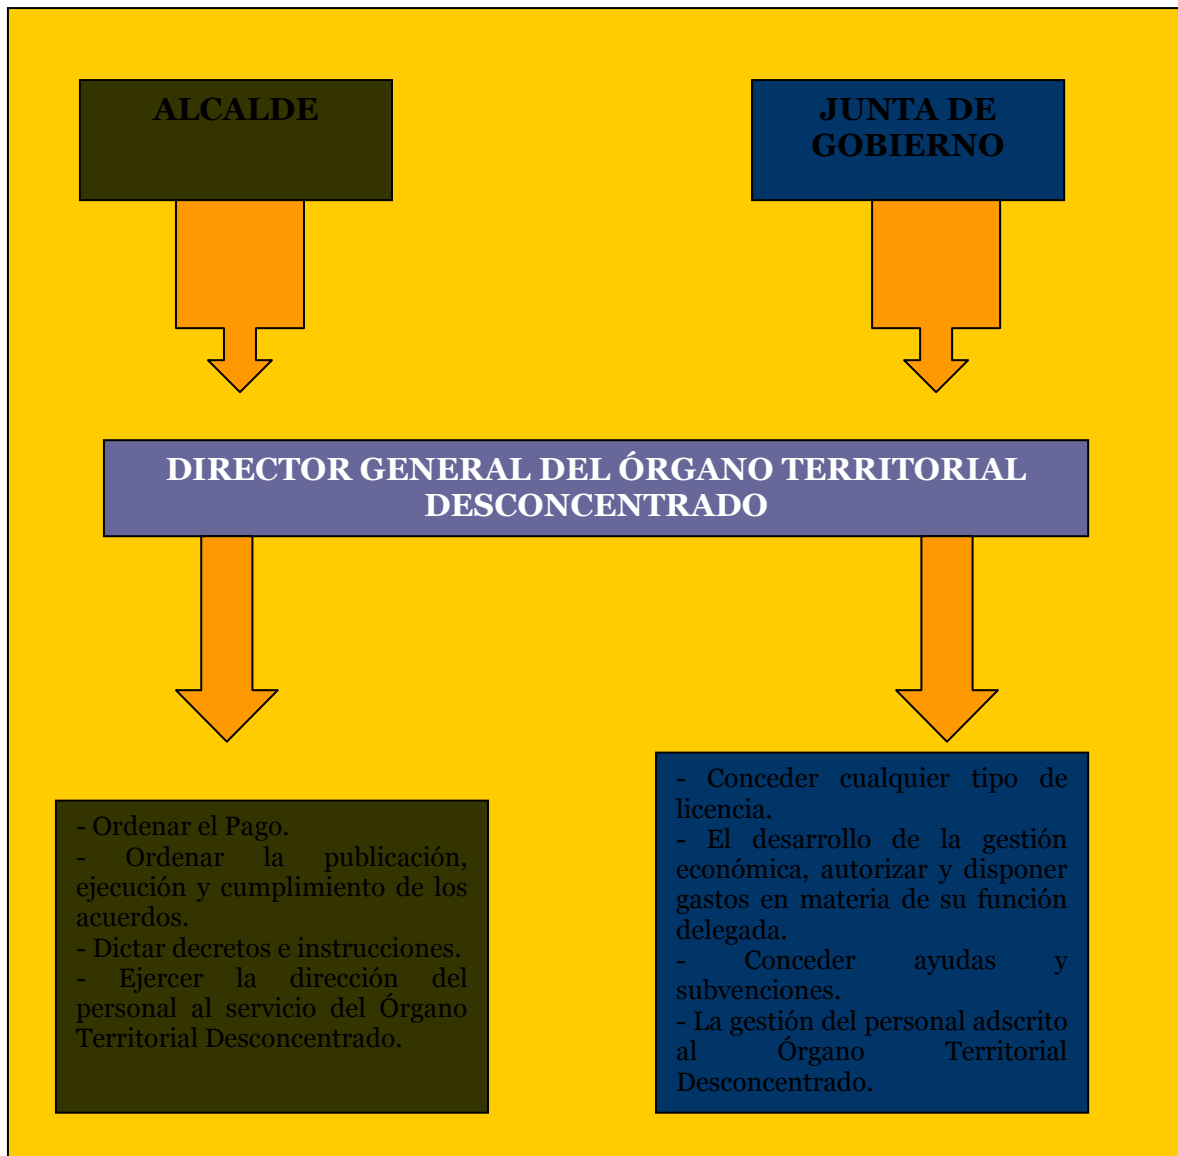 ALCALDE
JUNTA DE
GOBIERNO
DIRECTOR GENERAL DEL ÓRGANO TERRITORIAL
DESCONCENTRADO
- Ordenar el Pago.
- Ordenar la publicación,
ejecución y cumplimiento de los
acuerdos.
- Dictar decretos e instrucciones.
- Ejercer la dirección del
personal al servicio del Órgano
Territorial Desconcentrado.
- Conceder cualquier tipo de
licencia.
- El desarrollo de la gestión
económica, autorizar y disponer
gastos en materia de su función
delegada.
- Conceder ayudas y
subvenciones.
- La gestión del personal adscrito
al Órgano Territorial
Desconcentrado.